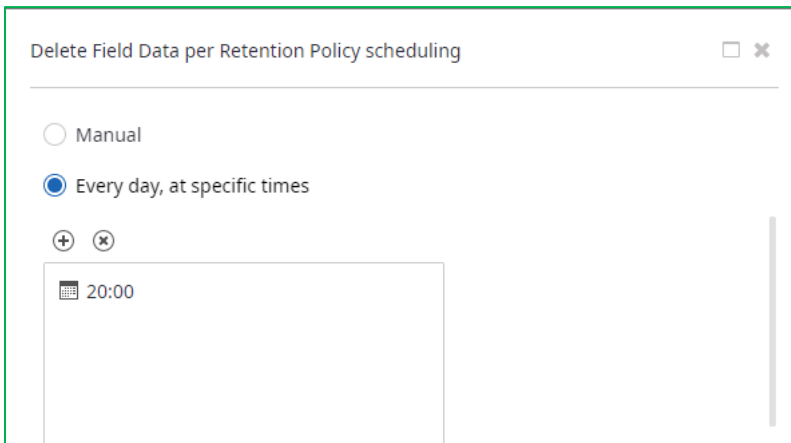 Delete Field Data per Retention Policy scheduling
Manual
Every day, at specific times
20:00